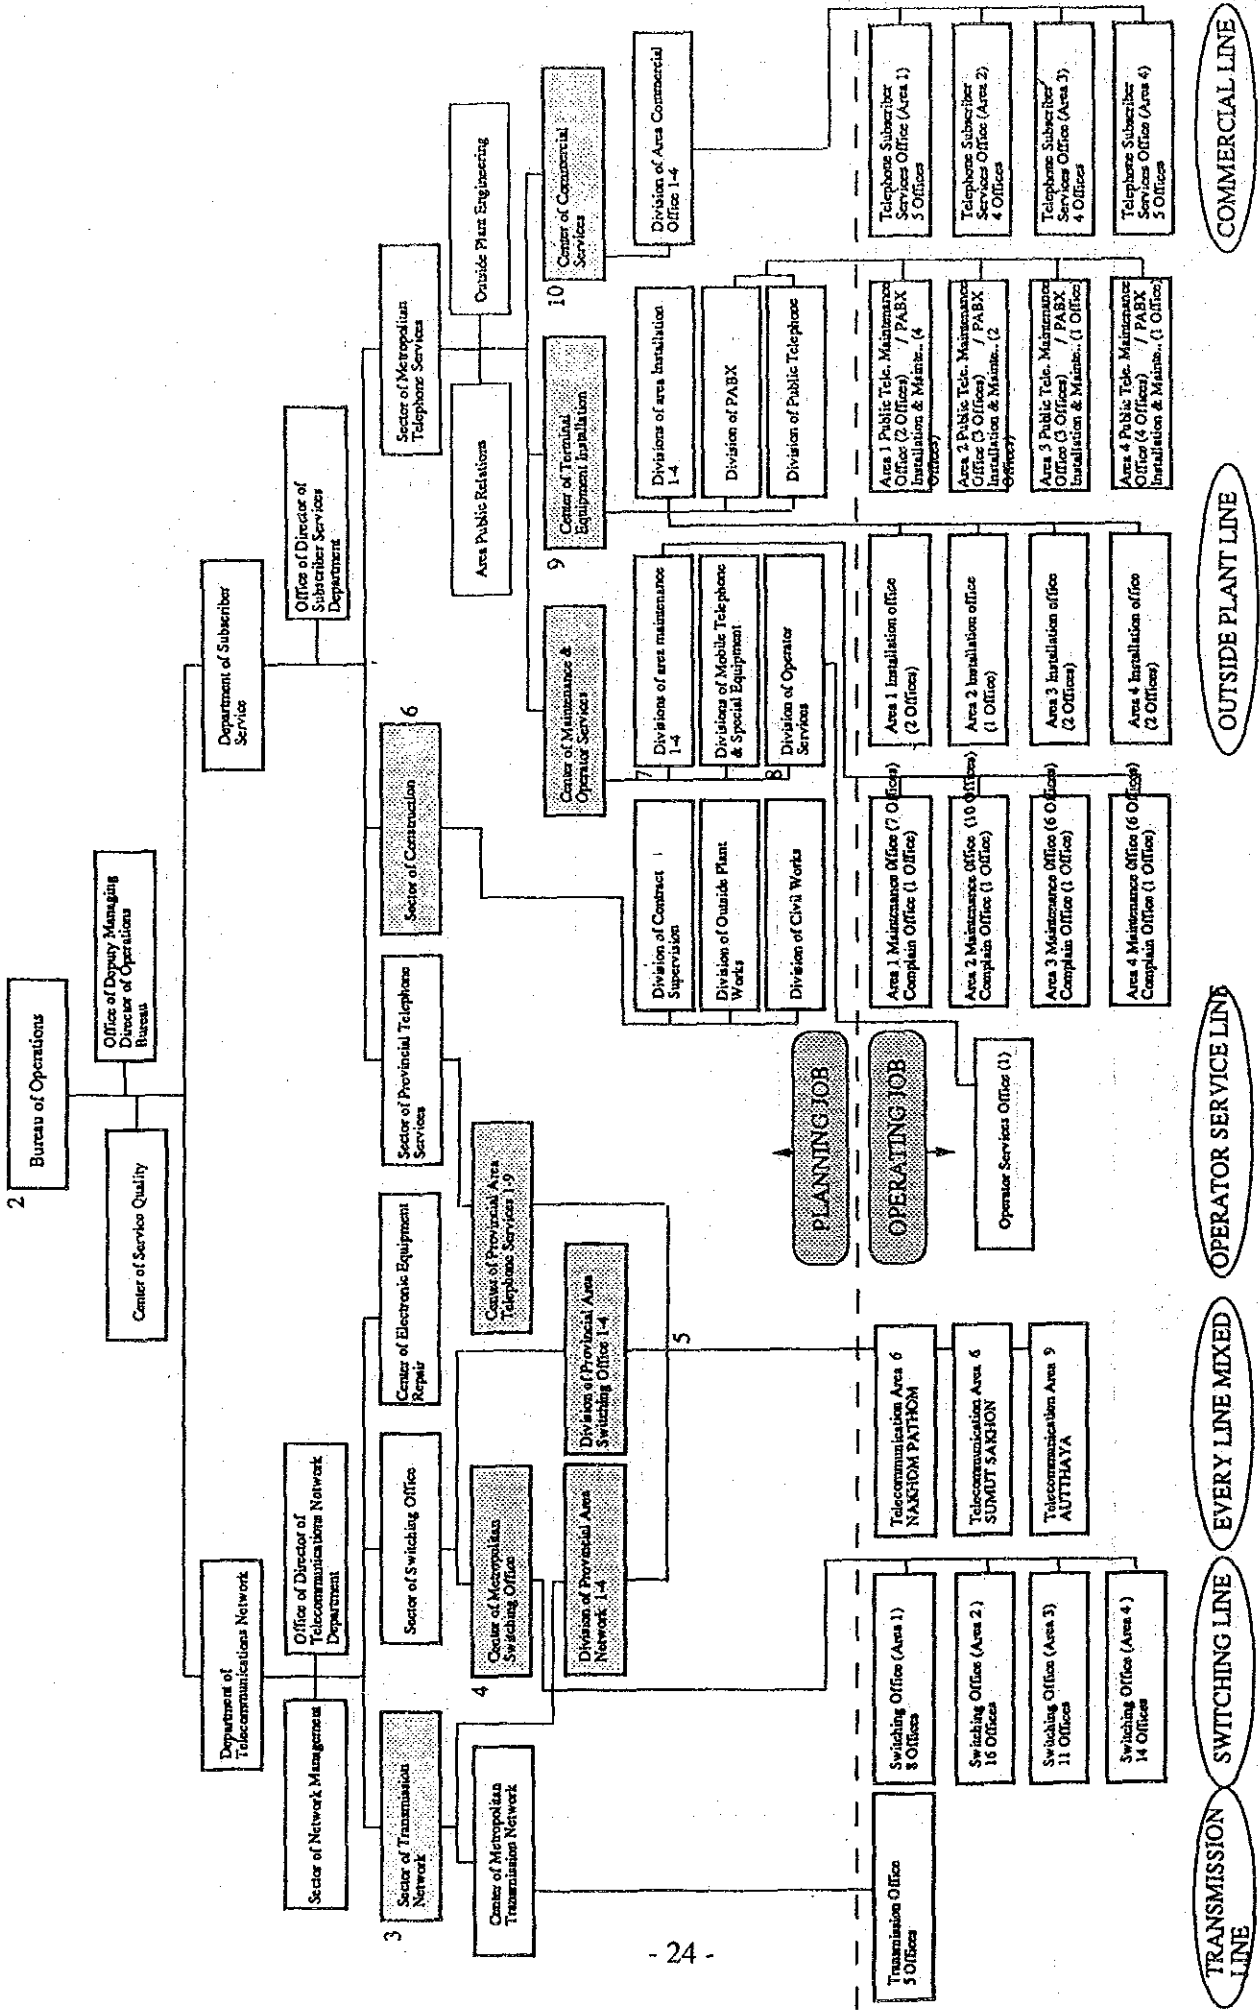 2
Bureau of Operations
Office of Deputy Managing
Director of Operations
Bureau
Center of Service Quality
Department of
Telecommunications Network
Department of Subscriber
Service
Office of Director of
Telecommunications Network
Department
Sector of Network Management
Office of Director of
Subscriber Services
Department
3
Sector of Transmission
Network
Sector of Switching Office
Center of Electronic Equipment
Repair
Sector of Provincial Telephone
Services
Sector of Construction
6
Sector of Metropolitan
Telephone Services
Center of Metropolitan
Transmission Network
4
Center of Metropolitan
Switching Office
Center of Provincial Area
Telephone Services 1-9
Area Public Relations
Outside Plant Engineering
Division of Provincial Area
Network 1-4
Division of Provincial Area
Switching Office 1-4
5
Center of Maintenance &
Operator Services
9
Center of Terminal
Equipment Installation
10
Center of Commercial
Services
Division of Contract
Supervision
Division of Outside Plant
Works
Division of Civil Works
7
Divisions of area maintenance
1-4
Divisions of Mobile Telephone
& Special Equipment
8
Division of Operator
Services
Divisions of area Installation
1-4
Division of PABX
Division of Public Telephone
Division of Area Commercial
Office 1-4
PLANNING JOB
OPERATING JOB
Transmission Office
5 Offices
Switching Office (Area 1)
8 Offices
Switching Office (Area 2)
16 Offices
Switching Office (Area 3)
11 Offices
Switching Office (Area 4)
14 Offices
Telecommunication Area 6
NAKHOM PATHOM
Telecommunication Area 6
SUMUT SAKHON
Telecommunication Area 9
AUTTHAYA
Operator Services Office (1)
Area 1 Maintenance Office (7 Offices)
Complain Office (1 Office)
Area 2 Maintenance Office (10 Offices)
Complain Office (1 Office)
Area 3 Maintenance Office (6 Offices)
Complain Office (1 Office)
Area 4 Maintenance Office (6 Offices)
Complain Office (1 Office)
Area 1 Installation office
(2 Offices)
Area 2 Installation office
(1 Office)
Area 3 Installation office
(2 Offices)
Area 4 Installation office
(2 Offices)
Area 1 Public Tele. Maintenance
Office (2 Offices) / PABX
Installation & Mainte.. (4
Offices)
Area 2 Public Tele. Maintenance
Office (3 Offices) / PABX
Installation & Mainte.. (2
Offices)
Area 3 Public Tele. Maintenance
Office (3 Offices) / PABX
Installation & Mainte.. (1 Office)
Area 4 Public Tele. Maintenance
Office (4 Offices) / PABX
Installation & Mainte.. (1 Office)
Telephone Subscriber
Services Office (Area 1)
5 Offices
Telephone Subscriber
Services Office (Area 2)
4 Offices
Telephone Subscriber
Services Office (Area 3)
4 Offices
Telephone Subscriber
Services Office (Area 4)
5 Offices
TRANSMISSION
LINE
SWITCHING LINE
EVERY LINE MIXED
OPERATOR SERVICE LINE
OUTSIDE PLANT LINE
COMMERCIAL LINE
- 24 -